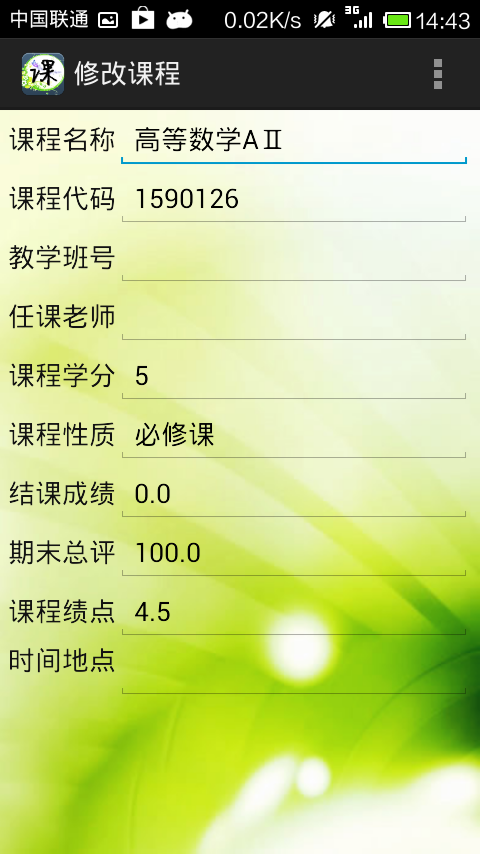 中国联通 0.02K/s 3G 14:43
课 修改课程
课程名称 高等数学AⅡ
课程代码 1590126
教学班号
任课老师
课程学分 5
课程性质 必修课
结课成绩 0.0
期末总评 100.0
课程绩点 4.5
时间地点